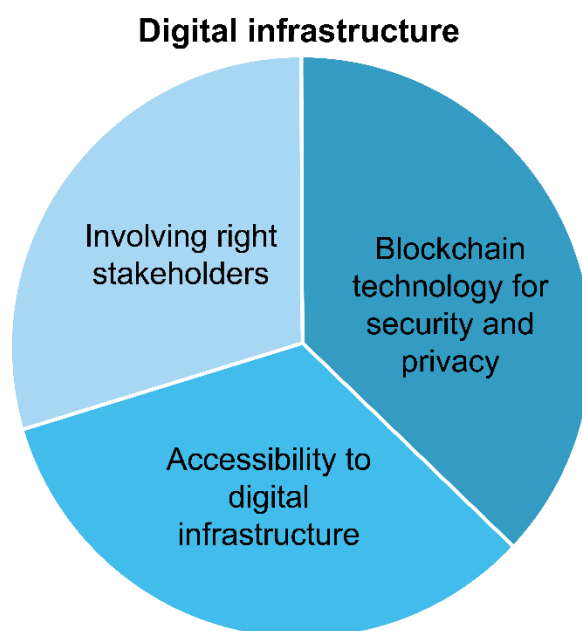 Digital infrastructure
Involving right
stakeholders
Blockchain
technology for
security and
privacy
Accessibility to
digital
infrastructure